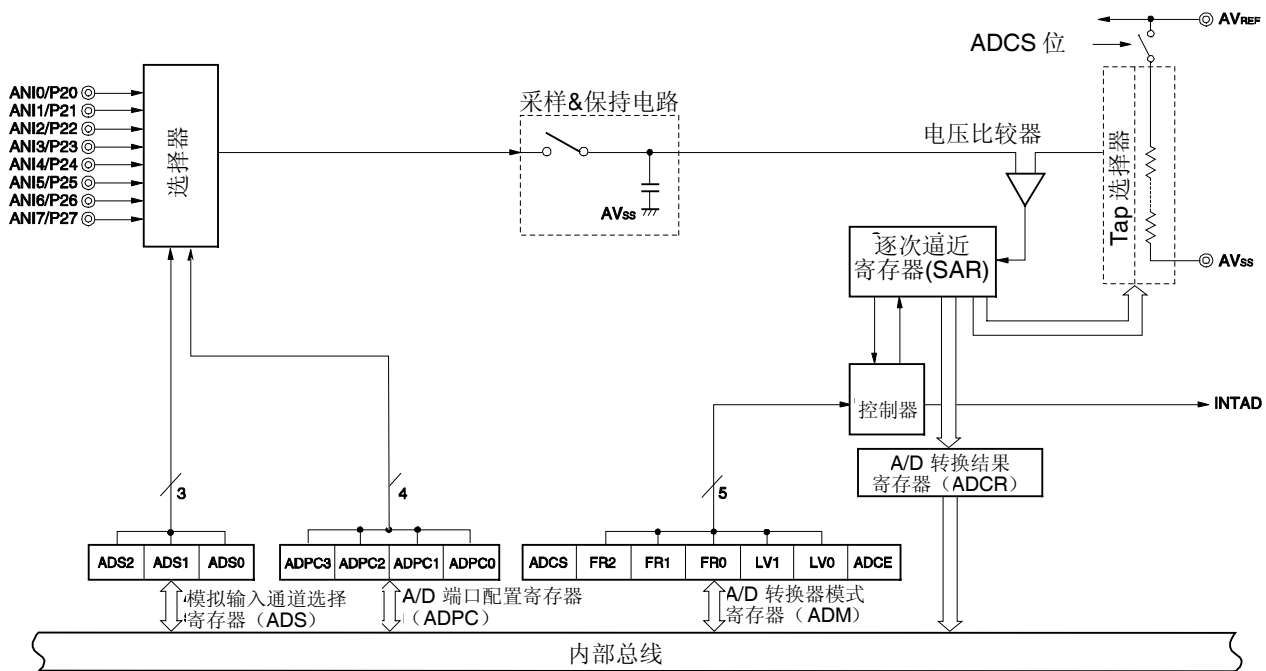 AVREF
ADCS 位
ANI0/P20
ANI1/P21
ANI2/P22
ANI3/P23
ANI4/P24
ANI5/P25
ANI6/P26
ANI7/P27
选择器
采样&保持电路
AVSS
电压比较器
Tap 选择器
AVSS
逐次逼近
寄存器(SAR)
控制器
INTAD
A/D 转换结果
寄存器（ADCR）
3
4
5
ADS2 ADS1 ADS0
ADPC3 ADPC2 ADPC1 ADPC0
ADCS FR2 FR1 FR0 LV1 LV0 ADCE
模拟输入通道选择
寄存器（ADS）
A/D 端口配置寄存器
（ADPC）
A/D 转换器模式
寄存器（ADM）
内部总线